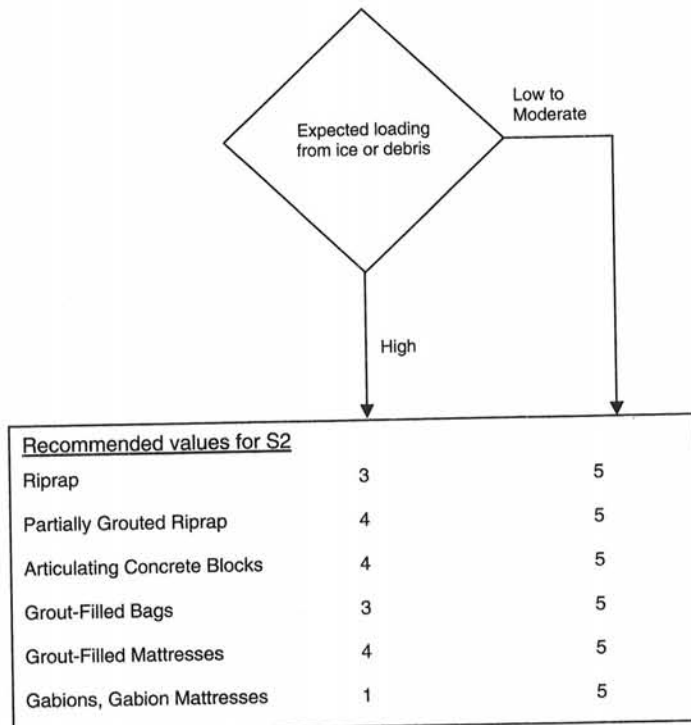 Expected loading
from ice or debris
Low to
Moderate
High
Recommended values for S2
Riprap 3 5
Partially Grouted Riprap 4 5
Articulating Concrete Blocks 4 5
Grout-Filled Bags 3 5
Grout-Filled Mattresses 4 5
Gabions, Gabion Mattresses 1 5